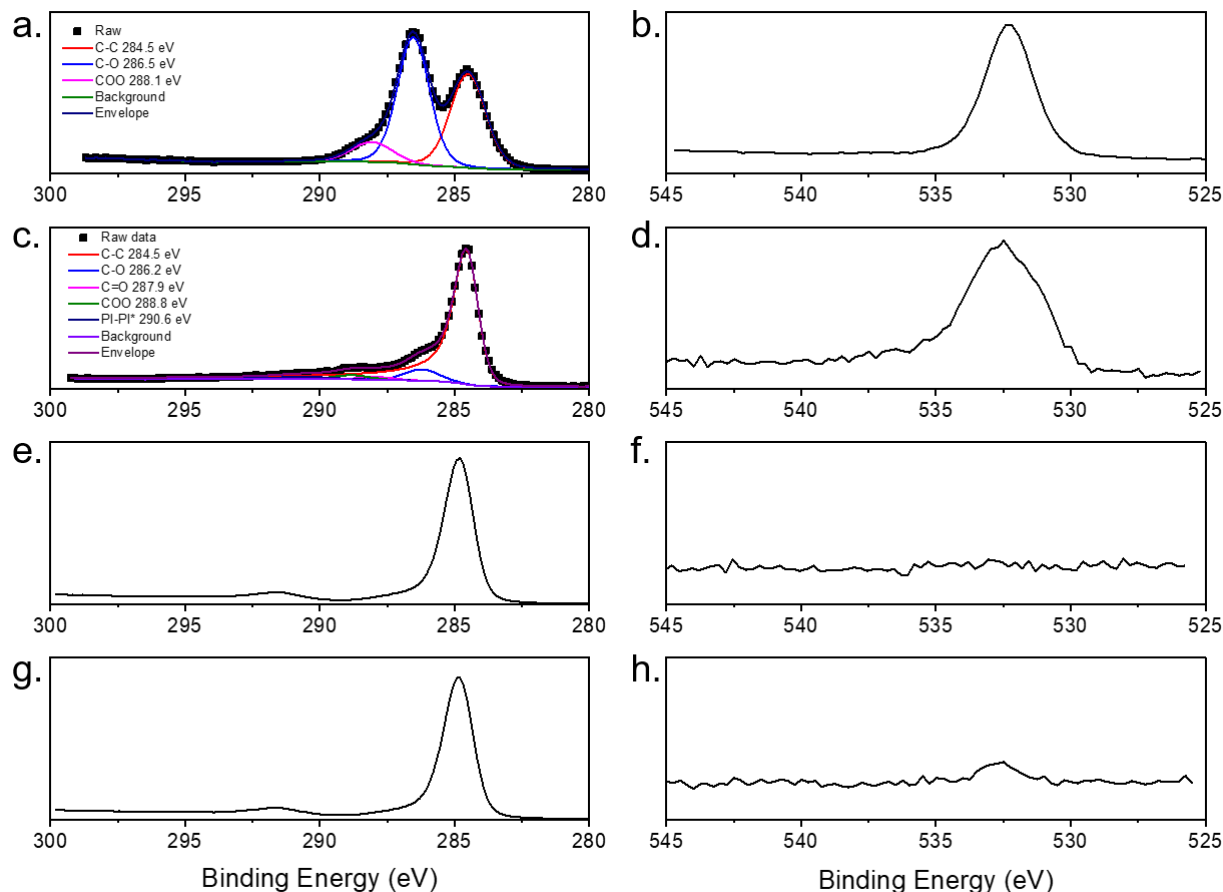 a.
Raw
C-C 284.5 eV
C-O 286.5 eV
COO 288.1 eV
Background
Envelope
300 295 290 285 280
b.
545 540 535 530 525
c.
Raw data
C-C 284.5 eV
C-O 286.2 eV
C=O 287.9 eV
COO 288.8 eV
PI-PI* 290.6 eV
Background
Envelope
300 295 290 285 280
d.
545 540 535 530 525
e.
300 295 290 285 280
f.
545 540 535 530 525
g.
300 295 290 285 280
Binding Energy (eV)
h.
545 540 535 530 525
Binding Energy (eV)